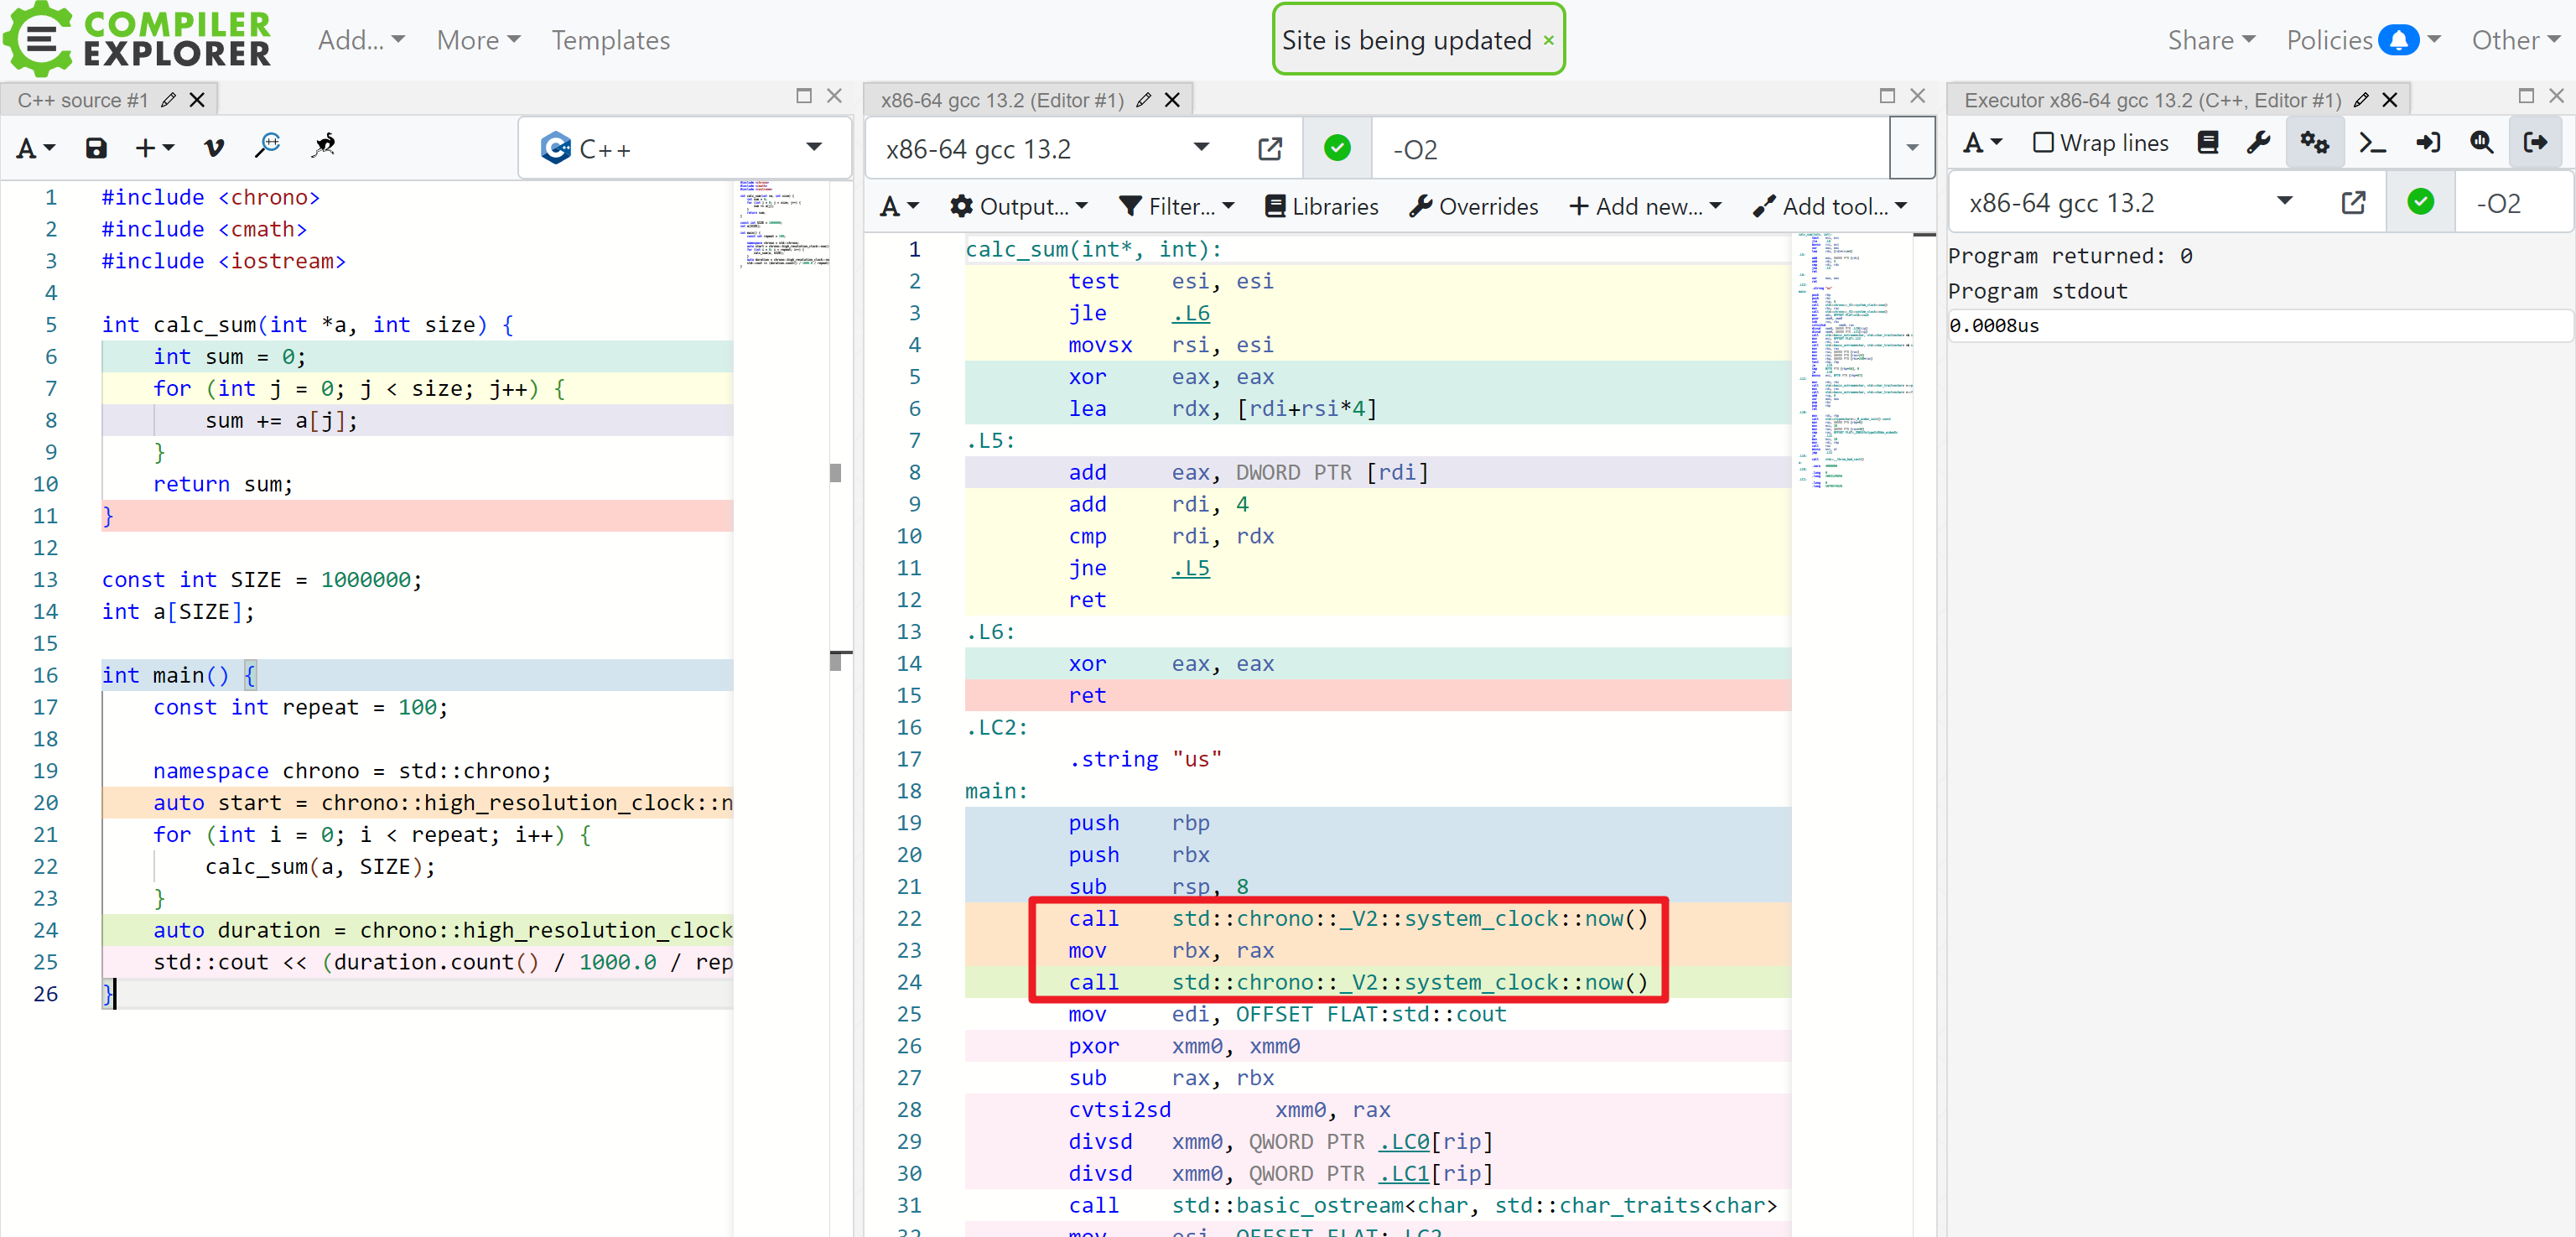 COMPILER EXPLORER
Add... More Templates
Site is being updated ×
Share Policies Other
C++ source #1
C++
1 #include <chrono>
2 #include <cmath>
3 #include <iostream>
4
5 int calc_sum(int *a, int size) {
6 int sum = 0;
7 for (int j = 0; j < size; j++) {
8 sum += a[j];
9 }
10 return sum;
11 }
12
13 const int SIZE = 1000000;
14 int a[SIZE];
15
16 int main() {
17 const int repeat = 100;
18
19 namespace chrono = std::chrono;
20 auto start = chrono::high_resolution_clock::n
21 for (int i = 0; i < repeat; i++) {
22 calc_sum(a, SIZE);
23 }
24 auto duration = chrono::high_resolution_clock
25 std::cout << (duration.count() / 1000.0 / rep
26 }
x86-64 gcc 13.2 (Editor #1)
x86-64 gcc 13.2 -O2
A Output... Filter... Libraries Overrides + Add new... Add tool...
1 calc_sum(int*, int):
2 test esi, esi
3 jle .L6
4 movsx rsi, esi
5 xor eax, eax
6 lea rdx, [rdi+rsi*4]
7 .L5:
8 add eax, DWORD PTR [rdi]
9 add rdi, 4
10 cmp rdi, rdx
11 jne .L5
12 ret
13 .L6:
14 xor eax, eax
15 ret
16 .LC2:
17 .string "us"
18 main:
19 push rbp
20 push rbx
21 sub rsp, 8
22 call std::chrono::_V2::system_clock::now()
23 mov rbx, rax
24 call std::chrono::_V2::system_clock::now()
25 mov edi, OFFSET FLAT:std::cout
26 pxor xmm0, xmm0
27 sub rax, rbx
28 cvtsi2sd xmm0, rax
29 divsd xmm0, QWORD PTR .LC0[rip]
30 divsd xmm0, QWORD PTR .LC1[rip]
31 call std::basic_ostream<char, std::char_traits<char>
32 mov esi, OFFSET FLAT:.LC2
Executor x86-64 gcc 13.2 (C++, Editor #1)
A Wrap lines
x86-64 gcc 13.2 -O2
Program returned: 0
Program stdout
0.0008us